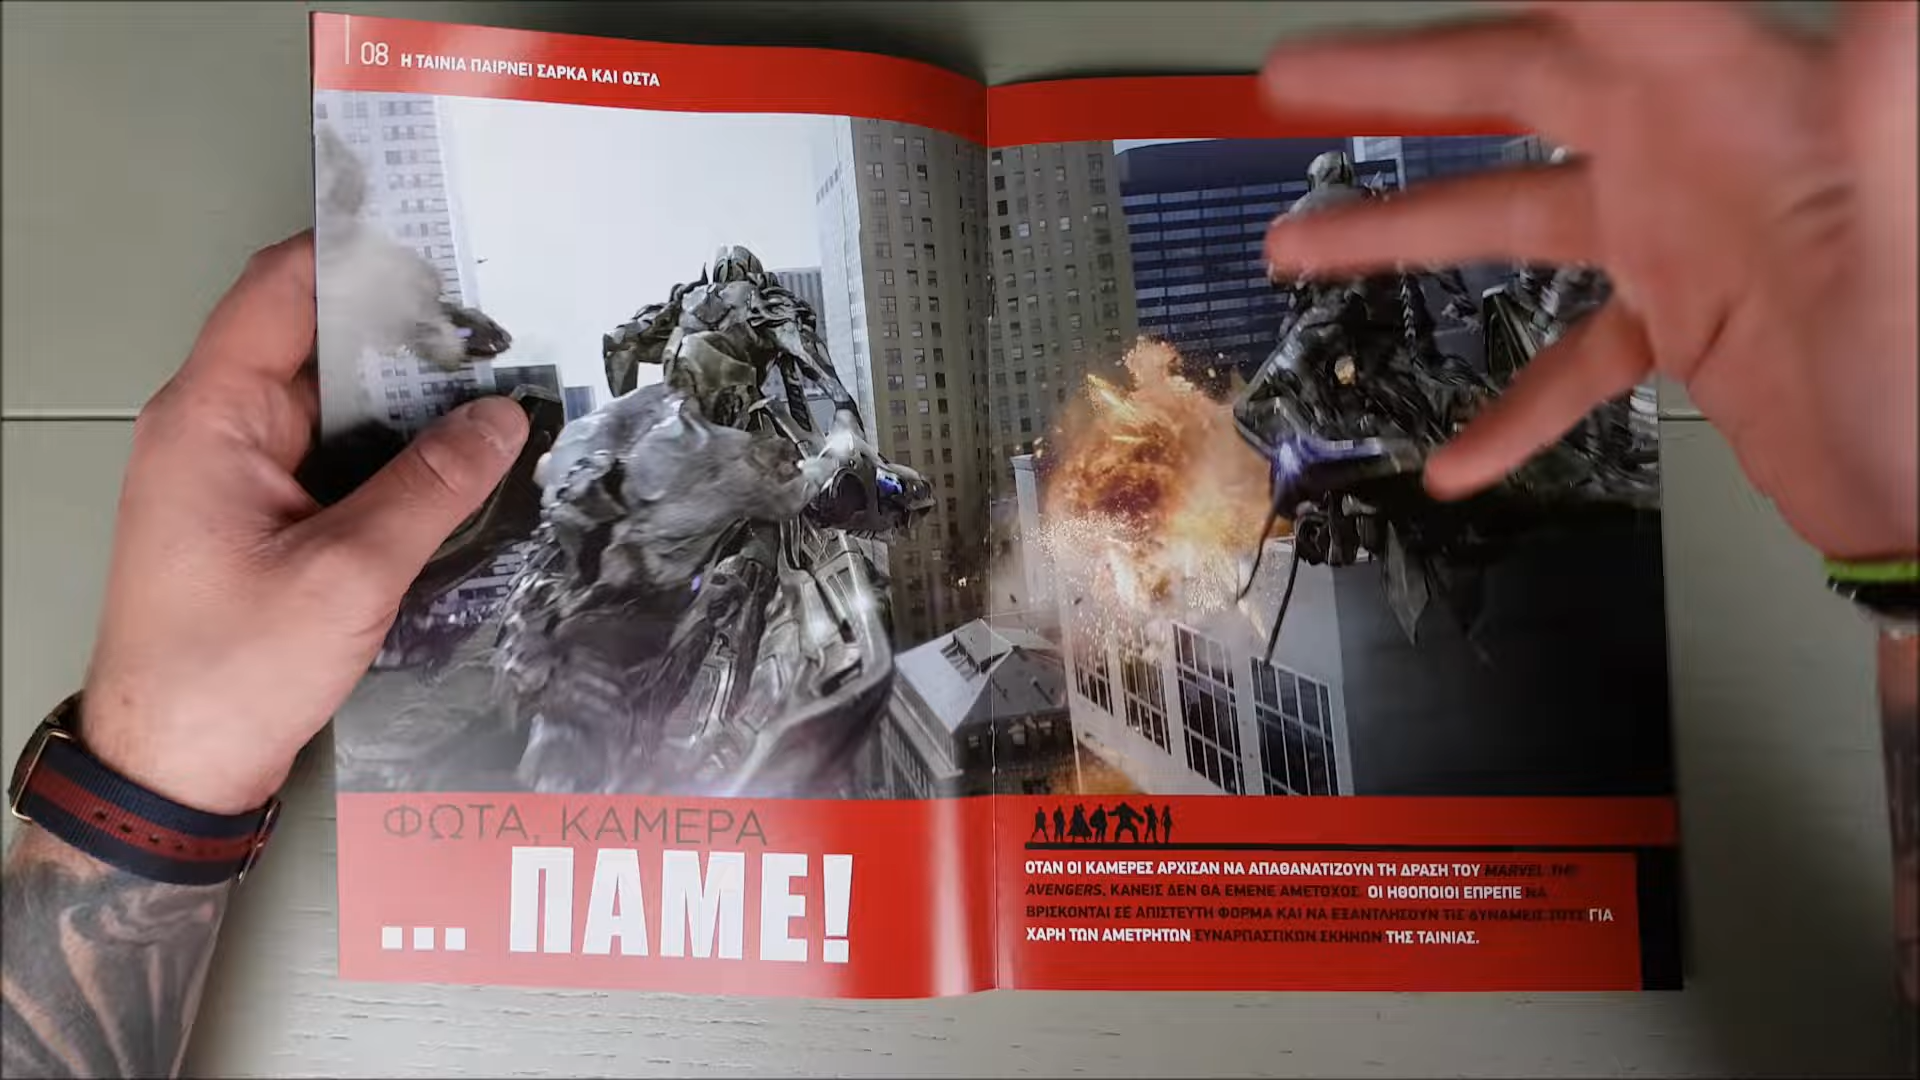 08 Η ΤΑΙΝΙΑ ΠΑΙΡΝΕΙ ΣΑΡΚΑ ΚΑΙ ΟΣΤΑ
ΦΩΤΑ, ΚΑΜΕΡΑ
... ΠΑΜΕ!
ΟΤΑΝ ΟΙ ΚΑΜΕΡΕΣ ΑΡΧΙΣΑΝ ΝΑ ΑΠΑΘΑΝΑΤΙΖΟΥΝ ΤΗ ΔΡΑΣΗ ΤΟΥ MARVEL THE
AVENGERS, ΚΑΝΕΙΣ ΔΕΝ ΘΑ ΕΜΕΝΕ ΑΜΕΤΟΧΟΣ. ΟΙ ΗΘΟΠΟΙΟΙ ΕΠΡΕΠΕ ΝΑ
ΒΡΙΣΚΟΝΤΑΙ ΣΕ ΑΠΙΣΤΕΥΤΗ ΦΟΡΜΑ ΚΑΙ ΝΑ ΕΞΑΝΤΛΗΣΟΥΝ ΤΙΣ ΔΥΝΑΜΕΙΣ ΤΟΥΣ ΓΙΑ
ΧΑΡΗ ΤΩΝ ΑΜΕΤΡΗΤΩΝ ΣΥΝΑΡΠΑΣΤΙΚΩΝ ΣΚΗΝΩΝ ΤΗΣ ΤΑΙΝΙΑΣ.